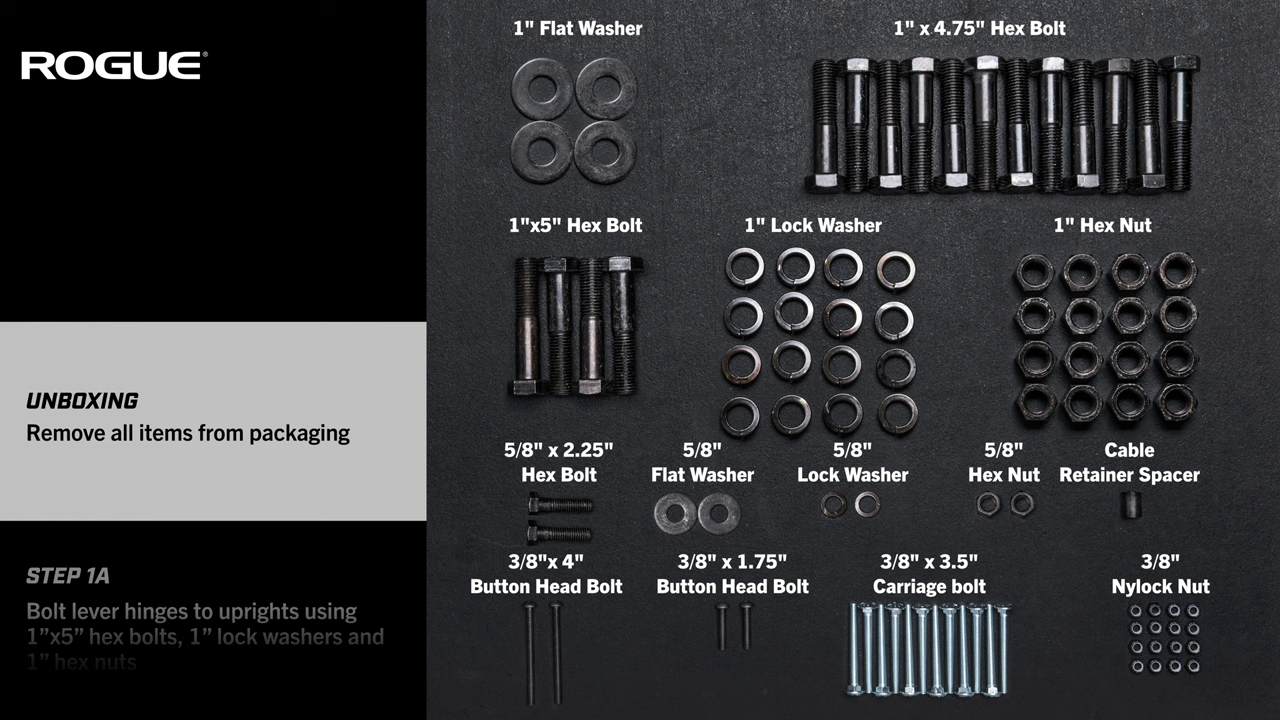 ROGUE®
UNBOXING
Remove all items from packaging
STEP 1A
Bolt lever hinges to uprights using
1”x5” hex bolts, 1” lock washers and
1” hex nuts
1" Flat Washer
1" x 4.75" Hex Bolt
1"x5" Hex Bolt
1" Lock Washer
1" Hex Nut
5/8" x 2.25"
Hex Bolt
5/8"
Flat Washer
5/8"
Lock Washer
5/8"
Hex Nut
Cable
Retainer Spacer
3/8"x 4"
Button Head Bolt
3/8" x 1.75"
Button Head Bolt
3/8" x 3.5"
Carriage bolt
3/8"
Nylock Nut